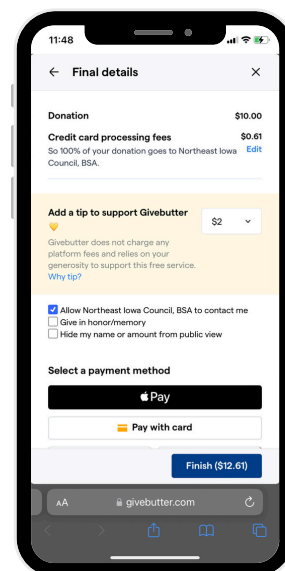 11:48
Final details
Donation $10.00
Credit card processing fees $0.61
So 100% of your donation goes to Northeast Iowa Edit
Council, BSA.
Add a tip to support Givebutter
💛
$2
Givebutter does not charge any
platform fees and relies on your
generosity to support this free service.
Why tip?
Allow Northeast Iowa Council, BSA to contact me
Give in honor/memory
Hide my name or amount from public view
Select a payment method
Pay
Pay with card
Finish ($12.61)
AA givebutter.com